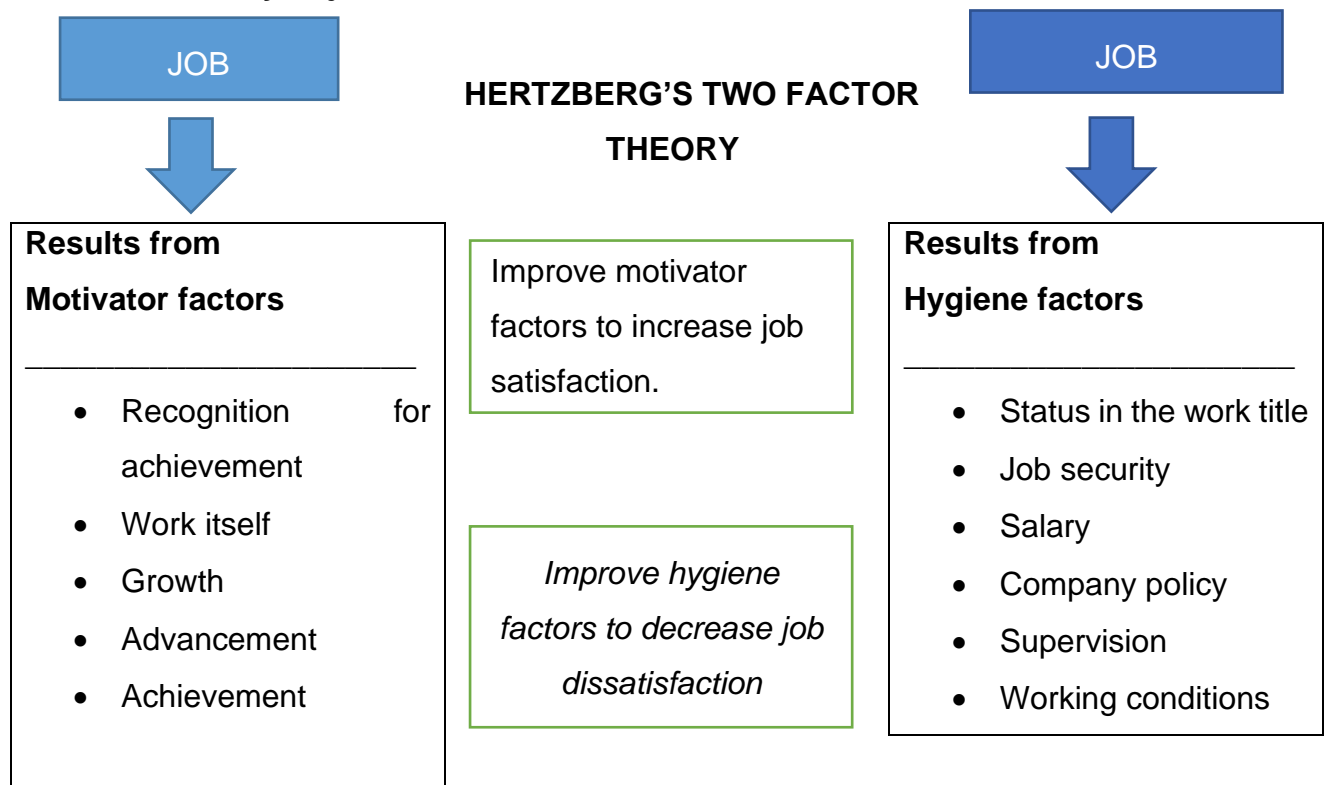 JOB
JOB
HERTZBERG’S TWO FACTOR
THEORY
Results from
Motivator factors
• Recognition for
achievement
• Work itself
• Growth
• Advancement
• Achievement
Improve motivator
factors to increase job
satisfaction.
Improve hygiene
factors to decrease job
dissatisfaction
Results from
Hygiene factors
• Status in the work title
• Job security
• Salary
• Company policy
• Supervision
• Working conditions